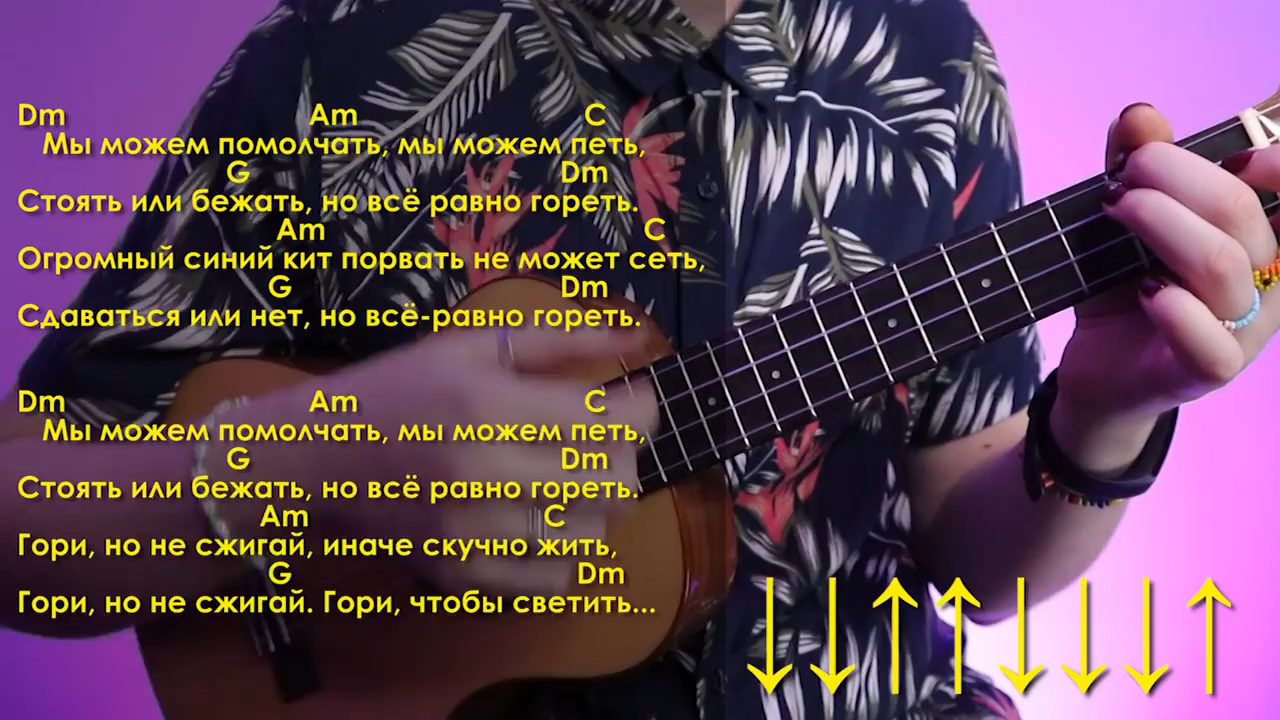 Dm Am C
Мы можем помолчать, мы можем петь,
G Dm
Стоять или бежать, но всё равно гореть.
Am C
Огромный синий кит порвать не может сеть,
G Dm
Сдаваться или нет, но всё-равно гореть.
Dm Am C
Мы можем помолчать, мы можем петь,
G Dm
Стоять или бежать, но всё равно гореть.
Am C
Гори, но не сжигай, иначе скучно жить,
G Dm
Гори, но не сжигай. Гори, чтобы светить...
↓↓↑↑↓↓↓↑